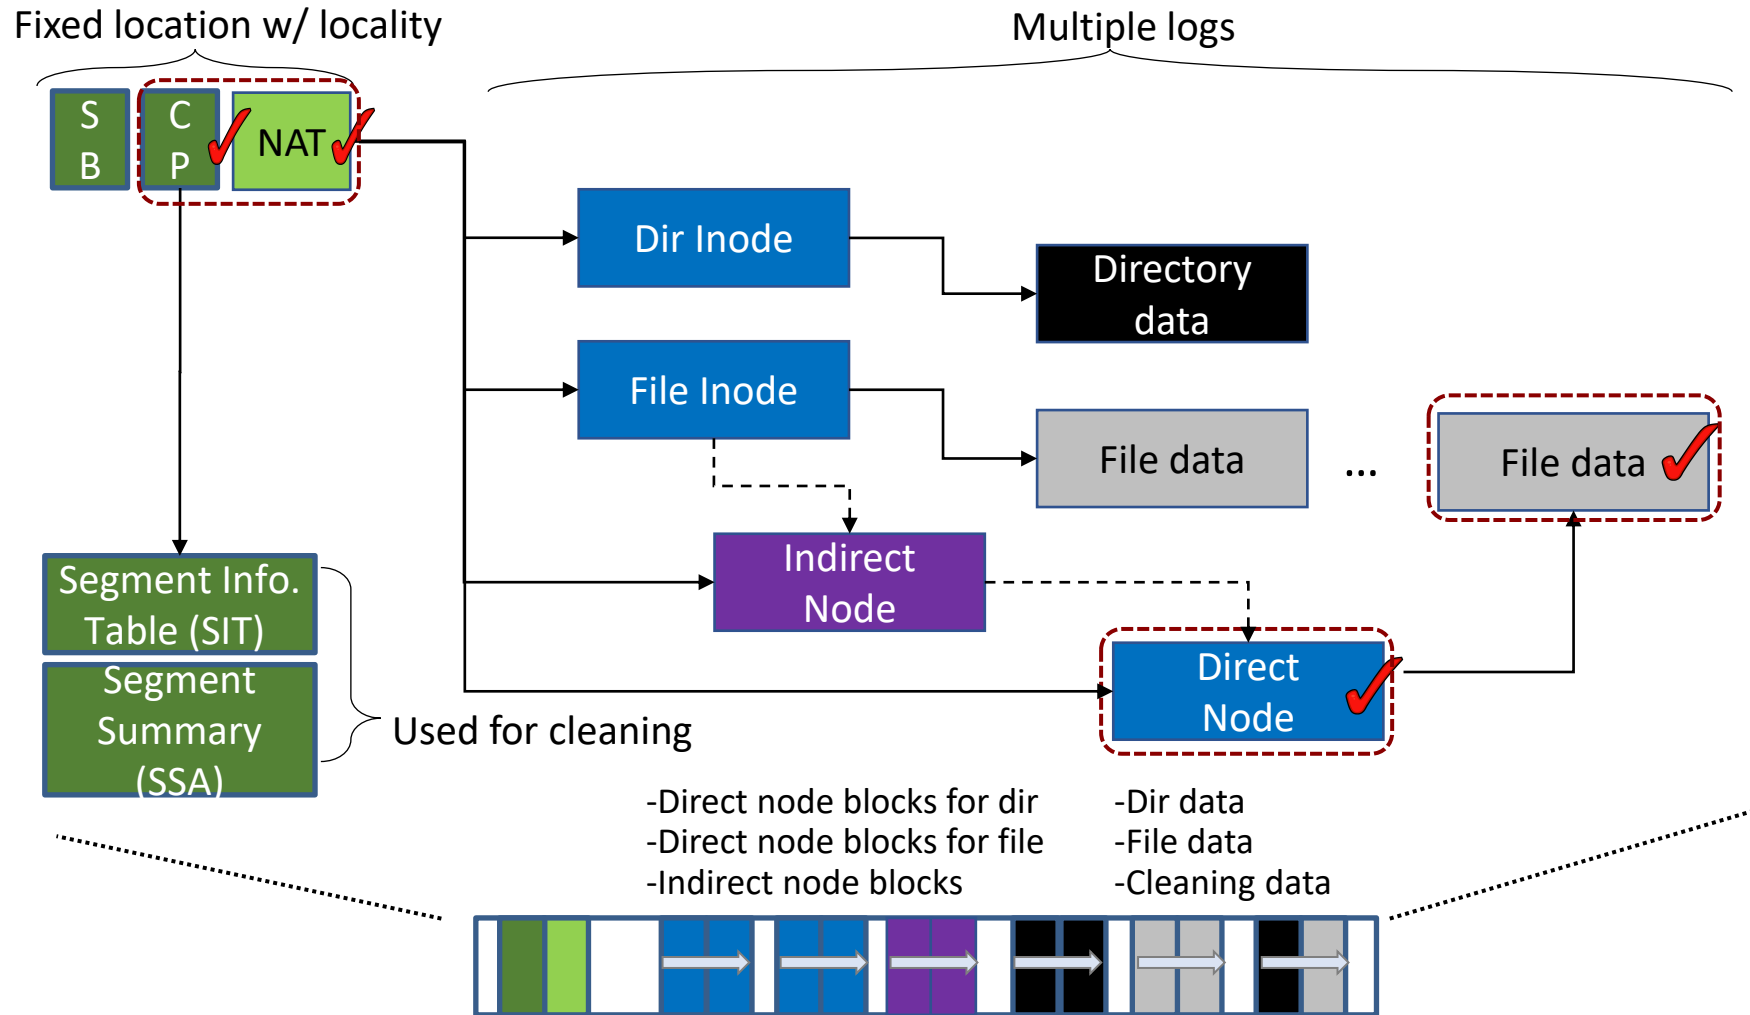 Fixed location w/ locality
Multiple logs
S
B
C
P
NAT
Dir Inode
Directory
data
File Inode
File data
...
File data
Indirect
Node
Segment Info.
Table (SIT)
Direct
Node
Segment
Summary
(SSA)
Used for cleaning
-Direct node blocks for dir
-Direct node blocks for file
-Indirect node blocks
-Dir data
-File data
-Cleaning data